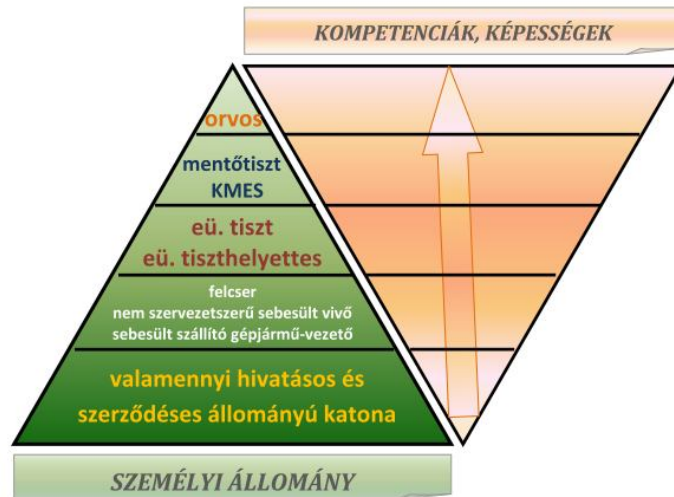 KOMPETENCIÁK, KÉPESSÉGEK
orvos
mentőtiszt
KMES
eü. tiszt
eü. tiszthelyettes
felcser
nem szervezetszerű sebesült vivő
sebesült szállító gépjármű-vezető
valamennyi hivatásos és
szerződéses állományú katona
SZEMÉLYI ÁLLOMÁNY